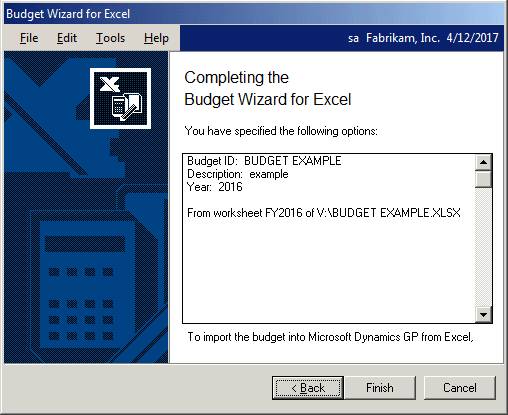 Budget Wizard for Excel
File Edit Tools Help sa Fabrikam, Inc. 4/12/2017
Completing the
Budget Wizard for Excel
You have specified the following options:
Budget ID: BUDGET EXAMPLE
Description: example
Year: 2016
From worksheet FY2016 of V:\BUDGET EXAMPLE.XLSX
To import the budget into Microsoft Dynamics GP from Excel,
< Back Finish Cancel